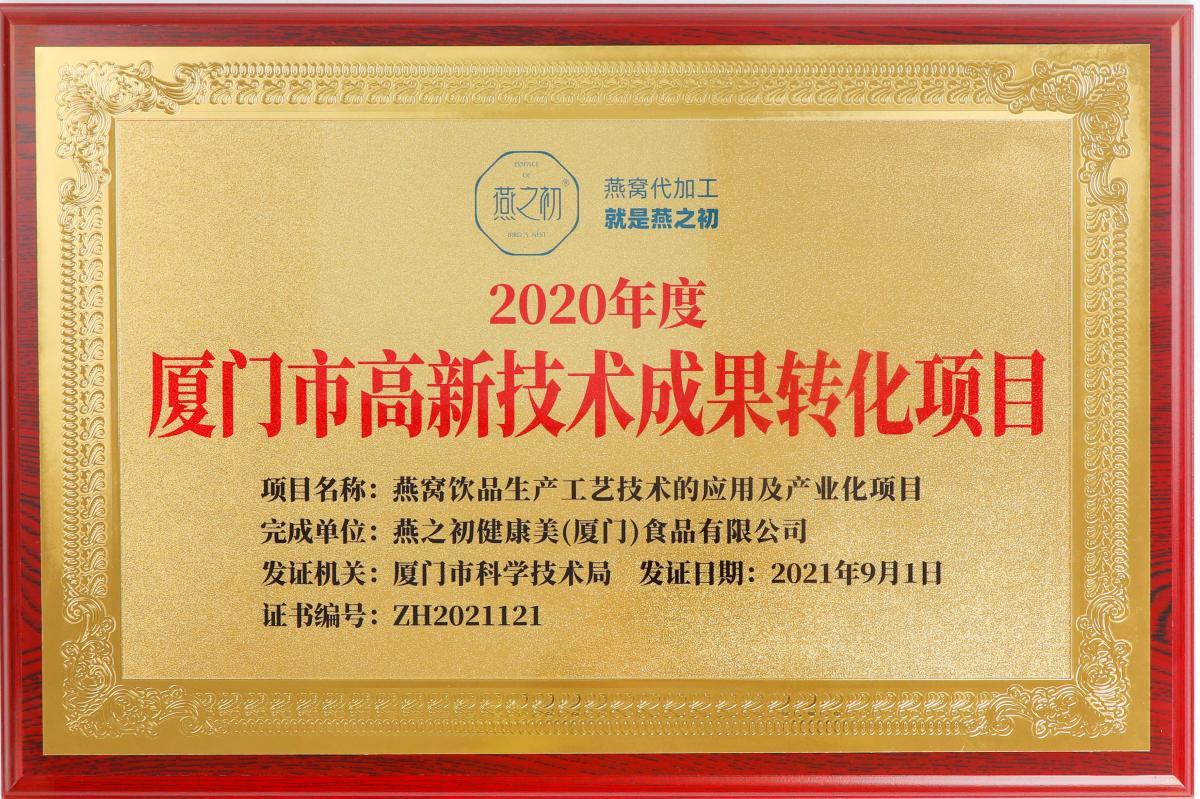 ESSENCE
OF
燕之初®
BIRD'S NEST
燕窝代加工
就是燕之初
2020年度
厦门市高新技术成果转化项目
项目名称：燕窝饮品生产工艺技术的应用及产业化项目
完成单位：燕之初健康美(厦门)食品有限公司
发证机关：厦门市科学技术局 发证日期：2021年9月1日
证书编号：ZH2021121